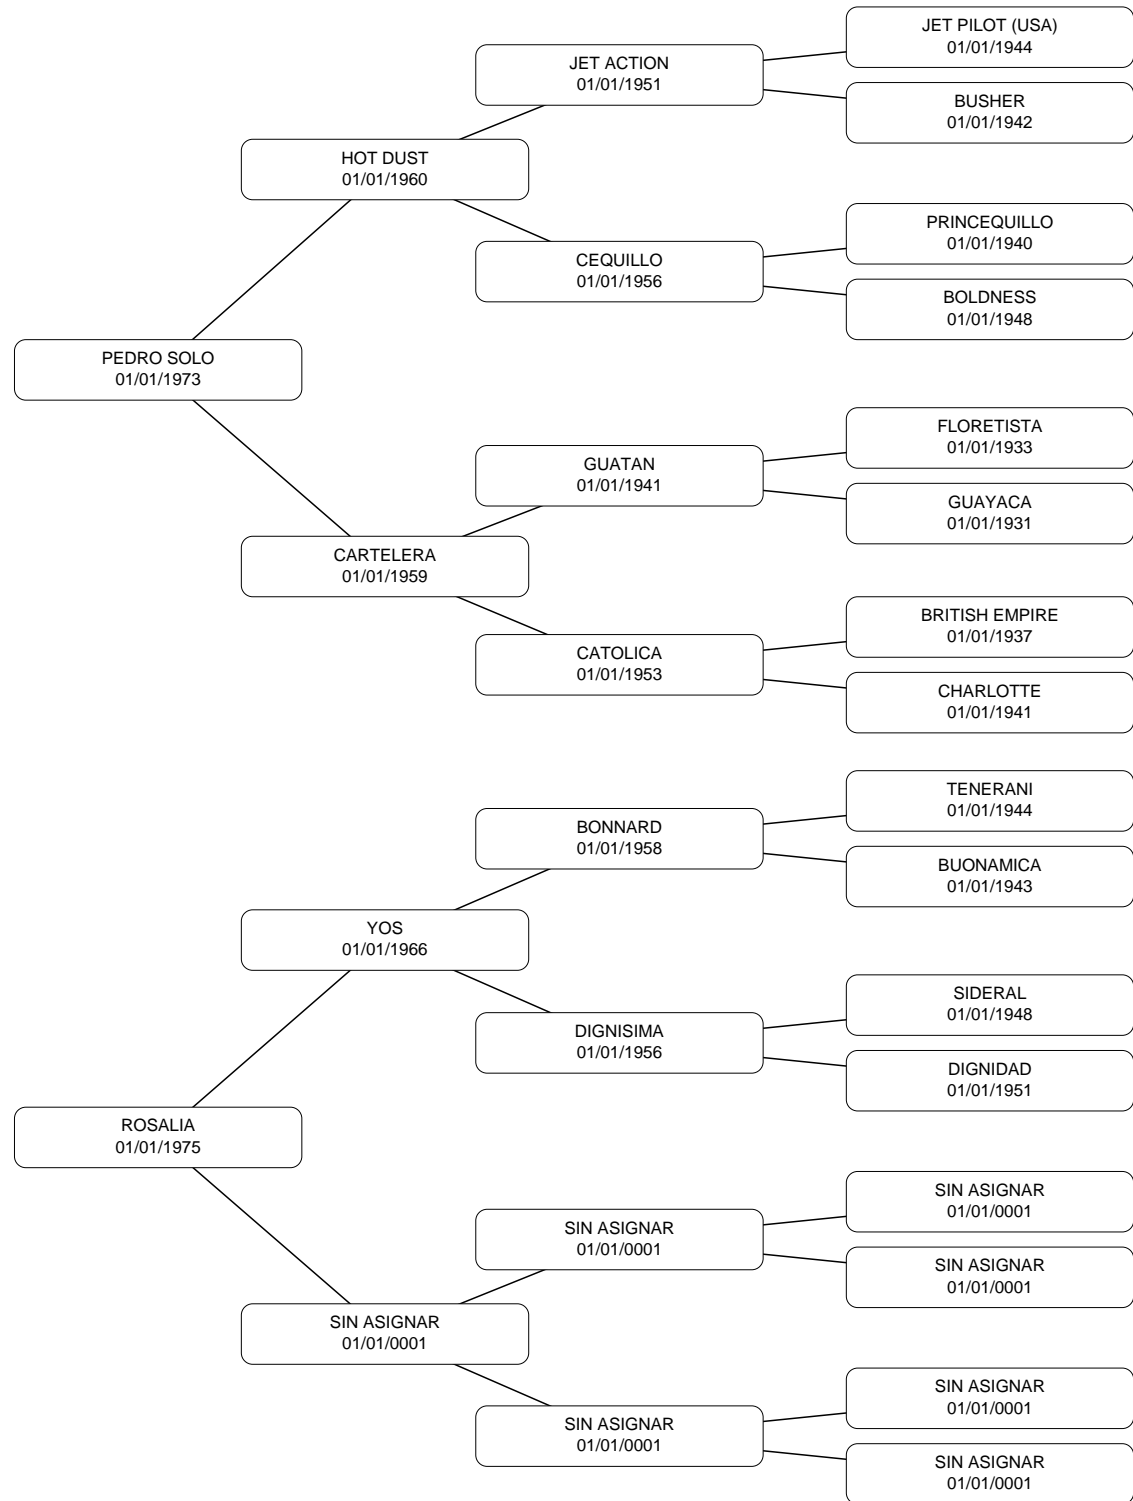 JET PILOT (USA)
01/01/1944
JET ACTION
01/01/1951
BUSHER
01/01/1942
HOT DUST
01/01/1960
PRINCEQUILLO
01/01/1940
CEQUILLO
01/01/1956
BOLDNESS
01/01/1948
PEDRO SOLO
01/01/1973
FLORETISTA
01/01/1933
GUATAN
01/01/1941
GUAYACA
01/01/1931
CARTELERA
01/01/1959
BRITISH EMPIRE
01/01/1937
CATOLICA
01/01/1953
CHARLOTTE
01/01/1941
TENERANI
01/01/1944
BONNARD
01/01/1958
BUONAMICA
01/01/1943
YOS
01/01/1966
SIDERAL
01/01/1948
DIGNISIMA
01/01/1956
DIGNIDAD
01/01/1951
ROSALIA
01/01/1975
SIN ASIGNAR
01/01/0001
SIN ASIGNAR
01/01/0001
SIN ASIGNAR
01/01/0001
SIN ASIGNAR
01/01/0001
SIN ASIGNAR
01/01/0001
SIN ASIGNAR
01/01/0001
SIN ASIGNAR
01/01/0001